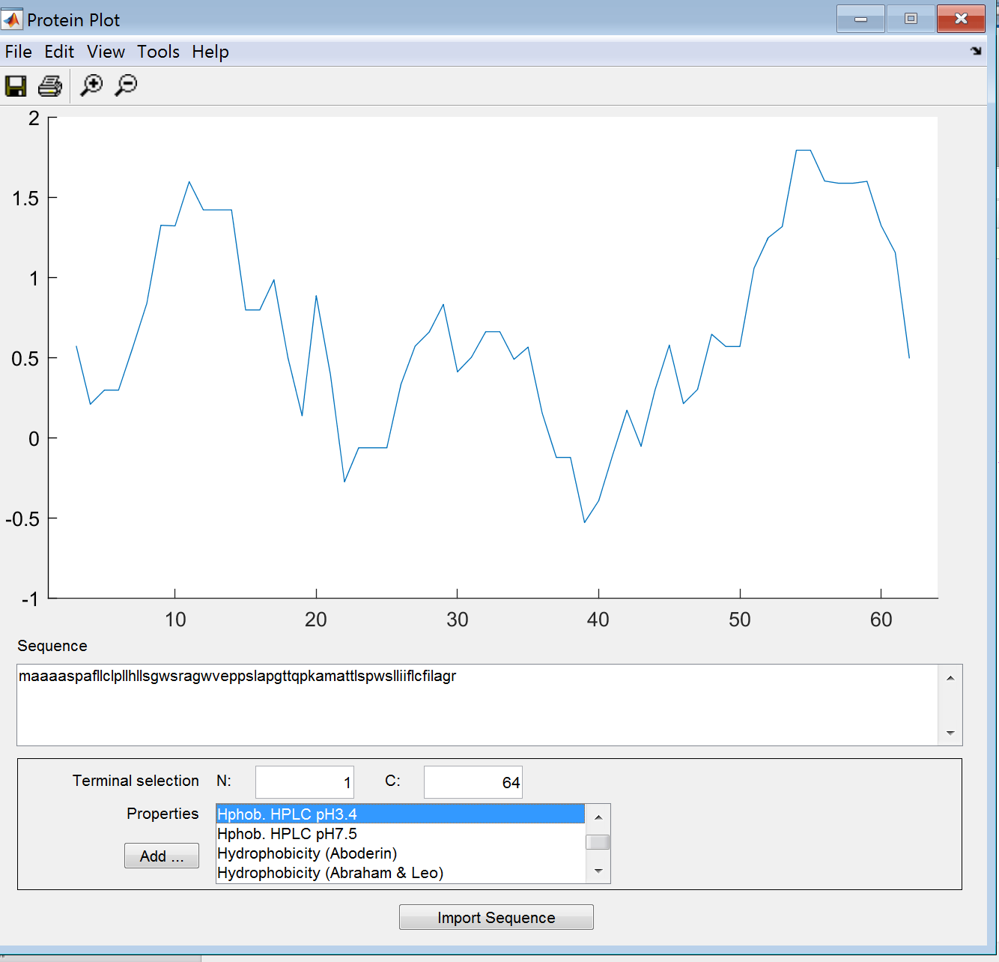 Protein Plot
File Edit View Tools Help
2
1.5
1
0.5
0
-0.5
-1
10 20 30 40 50 60
Sequence
maaaaspafllclpllhllsgwsragwveppslapgttqpkamattlspwslliiflcfilagr
Terminal selection N: 1 C: 64
Properties
Hphob. HPLC pH3.4
Hphob. HPLC pH7.5
Add ...
Hydrophobicity (Aboderin)
Hydrophobicity (Abraham & Leo)
Import Sequence